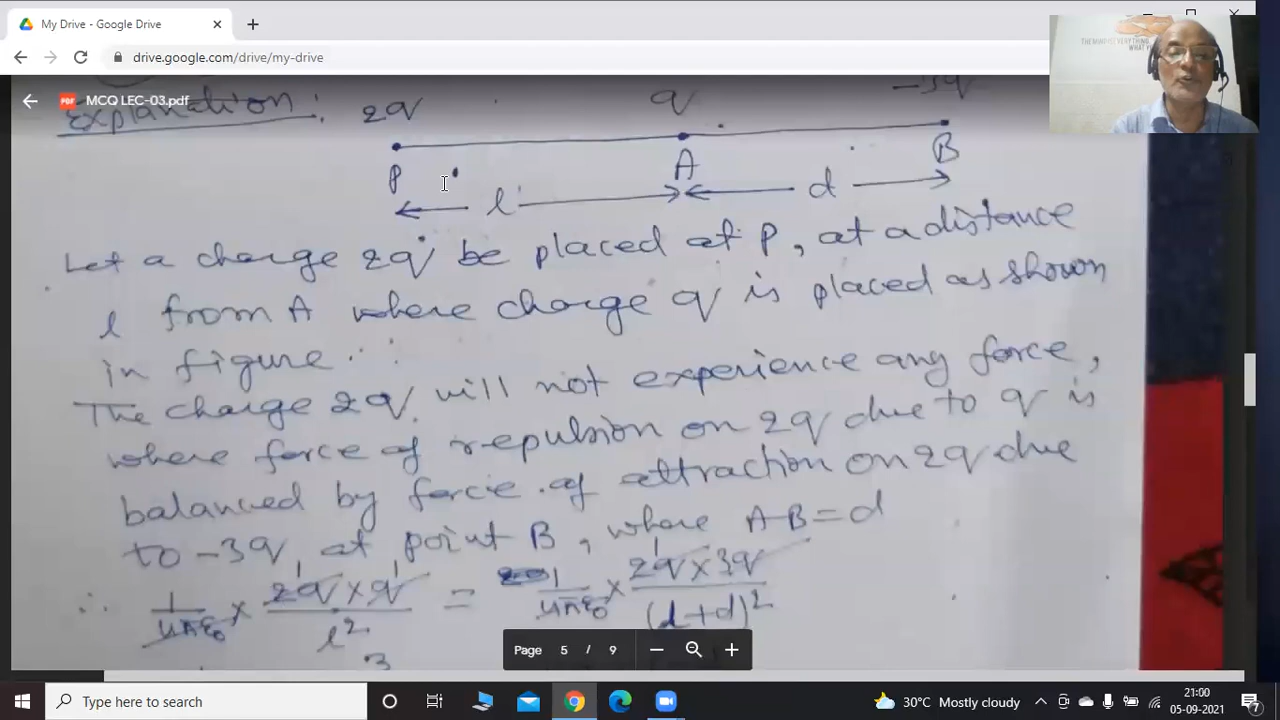 My Drive - Google Drive
drive.google.com/drive/my-drive
MCQ LEC-03.pdf
Explanation: 2q q -3q
P A B
l d
Let a charge 2q be placed at P, at a distance
l from A where charge q is placed as shown
in figure.
The charge 2q will not experience any force,
where force of repulsion on 2q due to q is
balanced by force of attraction on 2q due
to -3q, at point B, where AB=d
∴ 1/4πε₀ × 2q×q/l² = 1/4πε₀ × 2q×3q/(l+d)²
Page 5 / 9
Type here to search
30°C Mostly cloudy
21:00
05-09-2021
7